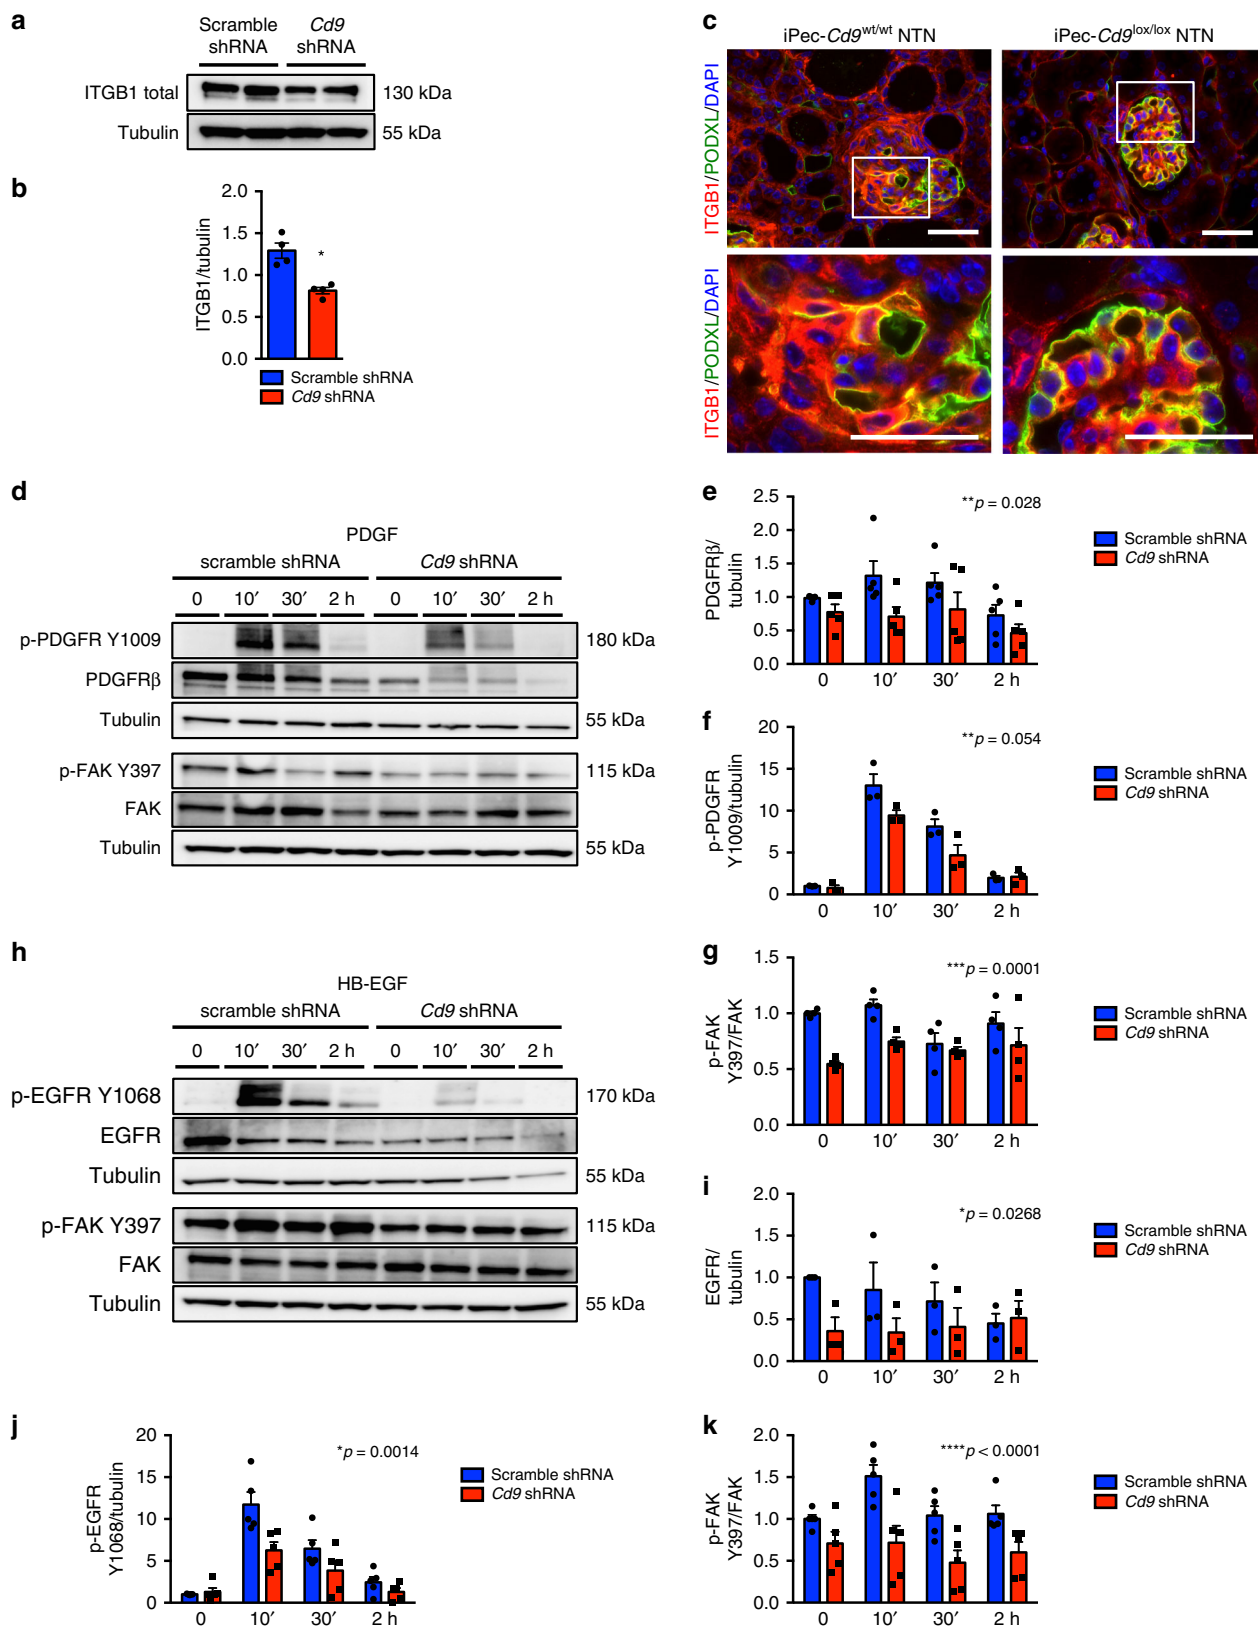 a
Scramble shRNA
Cd9 shRNA
ITGB1 total
130 kDa
Tubulin
55 kDa
b
ITGB1/tubulin
2.0
1.5
1.0
0.5
0.0
*
Scramble shRNA
Cd9 shRNA
c
iPec-Cd9wt/wt NTN
iPec-Cd9lox/lox NTN
ITGB1/PODXL/DAPI
ITGB1/PODXL/DAPI
d
PDGF
scramble shRNA
Cd9 shRNA
0 10′ 30′ 2 h 0 10′ 30′ 2 h
p-PDGFR Y1009
180 kDa
PDGFRβ
Tubulin
55 kDa
p-FAK Y397
115 kDa
FAK
Tubulin
55 kDa
e
PDGFRβ/
tubulin
2.5
2.0
1.5
1.0
0.5
0.0
**p = 0.028
0 10′ 30′ 2 h
Scramble shRNA
Cd9 shRNA
f
p-PDGFR
Y1009/tubulin
20
15
10
5
0
**p = 0.054
0 10′ 30′ 2 h
Scramble shRNA
Cd9 shRNA
g
p-FAK
Y397/FAK
1.5
1.0
0.5
0.0
***p = 0.0001
0 10′ 30′ 2 h
Scramble shRNA
Cd9 shRNA
h
HB-EGF
scramble shRNA
Cd9 shRNA
0 10′ 30′ 2 h 0 10′ 30′ 2 h
p-EGFR Y1068
170 kDa
EGFR
Tubulin
55 kDa
p-FAK Y397
115 kDa
FAK
Tubulin
55 kDa
i
EGFR/
tubulin
2.0
1.5
1.0
0.5
0.0
*p = 0.0268
0 10′ 30′ 2 h
Scramble shRNA
Cd9 shRNA
j
p-EGFR
Y1068/tubulin
20
15
10
5
0
*p = 0.0014
0 10′ 30′ 2 h
Scramble shRNA
Cd9 shRNA
k
p-FAK
Y397/FAK
2.0
1.5
1.0
0.5
0.0
****p < 0.0001
0 10′ 30′ 2 h
Scramble shRNA
Cd9 shRNA